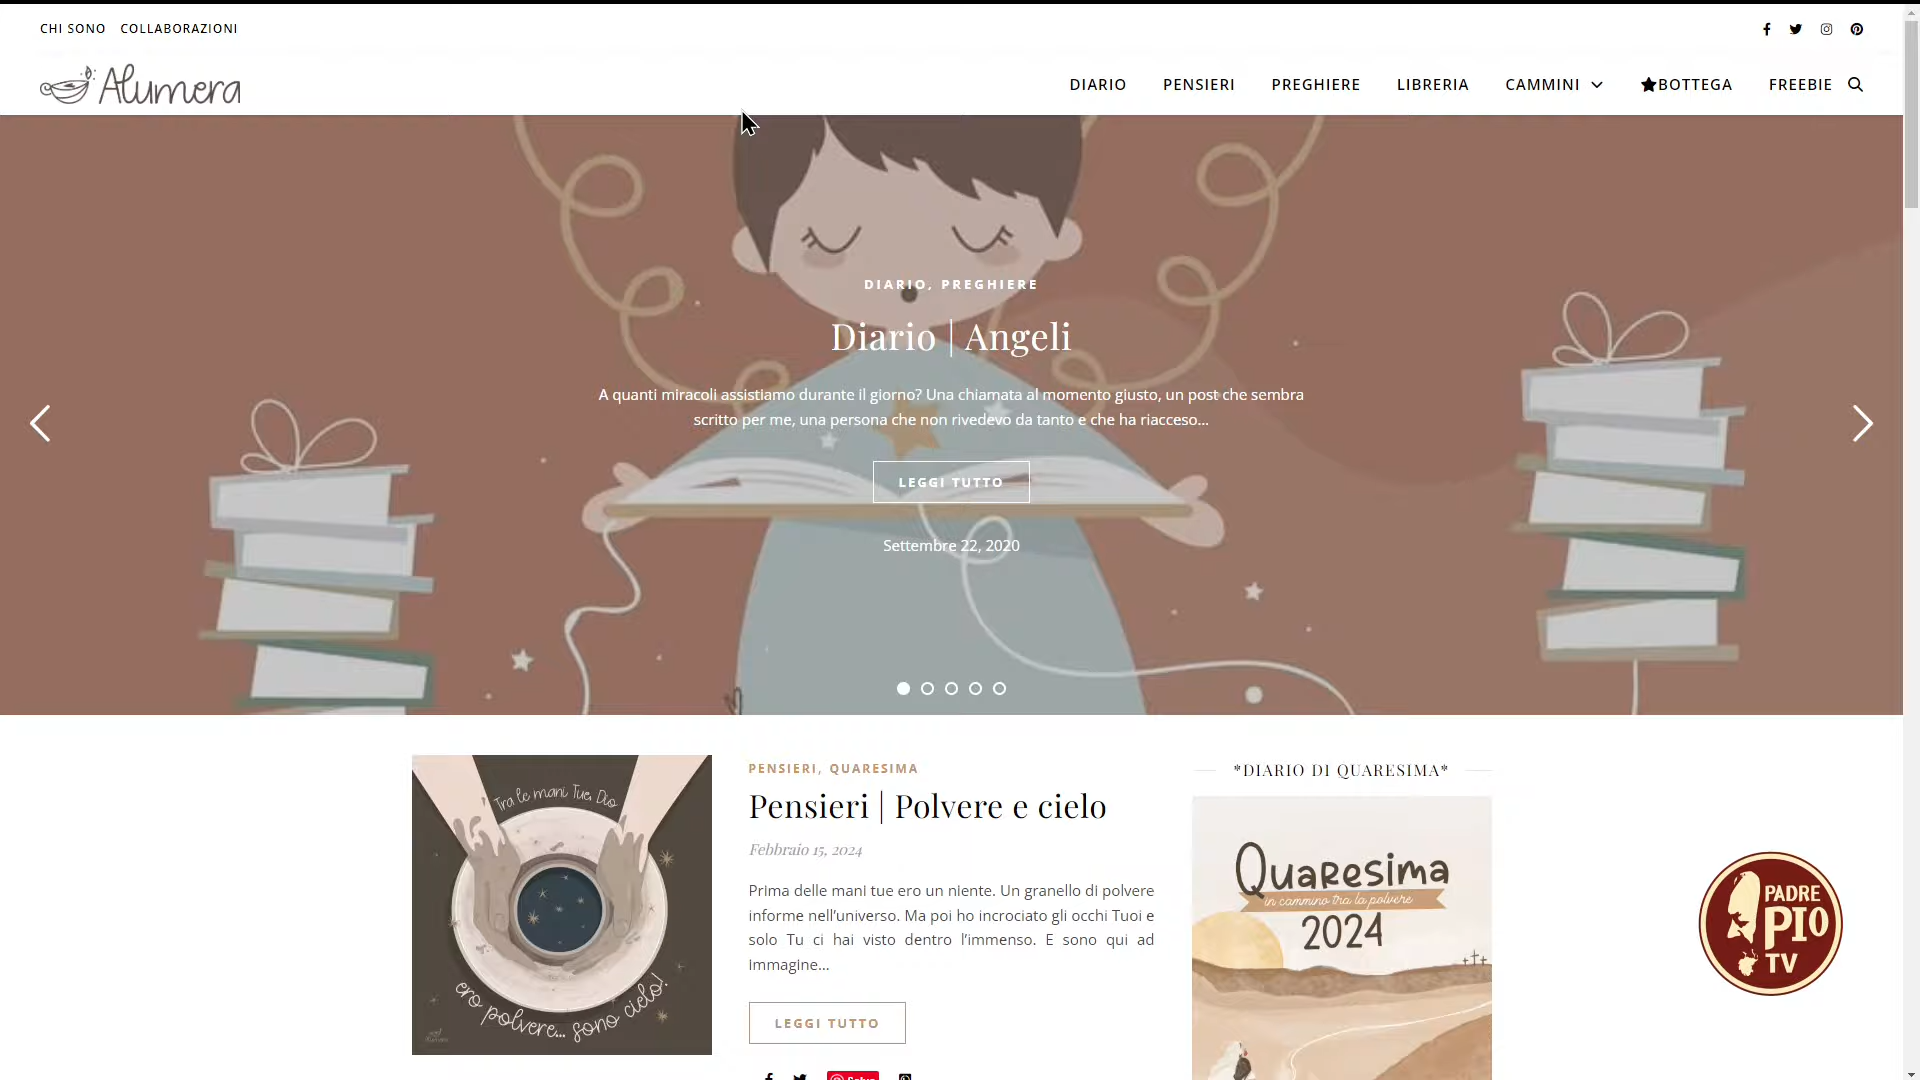 CHI SONO COLLABORAZIONI
Alumera
DIARIO PENSIERI PREGHIERE LIBRERIA CAMMINI BOTTEGA FREEBIE
DIARIO, PREGHIERE
Diario | Angeli
A quanti miracoli assistiamo durante il giorno? Una chiamata al momento giusto, un post che sembra
scritto per me, una persona che non rivedevo da tanto e che ha riacceso...
LEGGI TUTTO
Settembre 22, 2020
Tra le mani Tue, Dio
ero polvere... sono cielo!
PENSIERI, QUARESIMA
Pensieri | Polvere e cielo
Febbraio 15, 2024
Prima delle mani tue ero un niente. Un granello di polvere
informe nell'universo. Ma poi ho incrociato gli occhi Tuoi e
solo Tu ci hai visto dentro l'immenso. E sono qui ad
immagine...
LEGGI TUTTO
*DIARIO DI QUARESIMA*
Quaresima
in cammino tra la polvere
2024
PADRE
PIO
TV